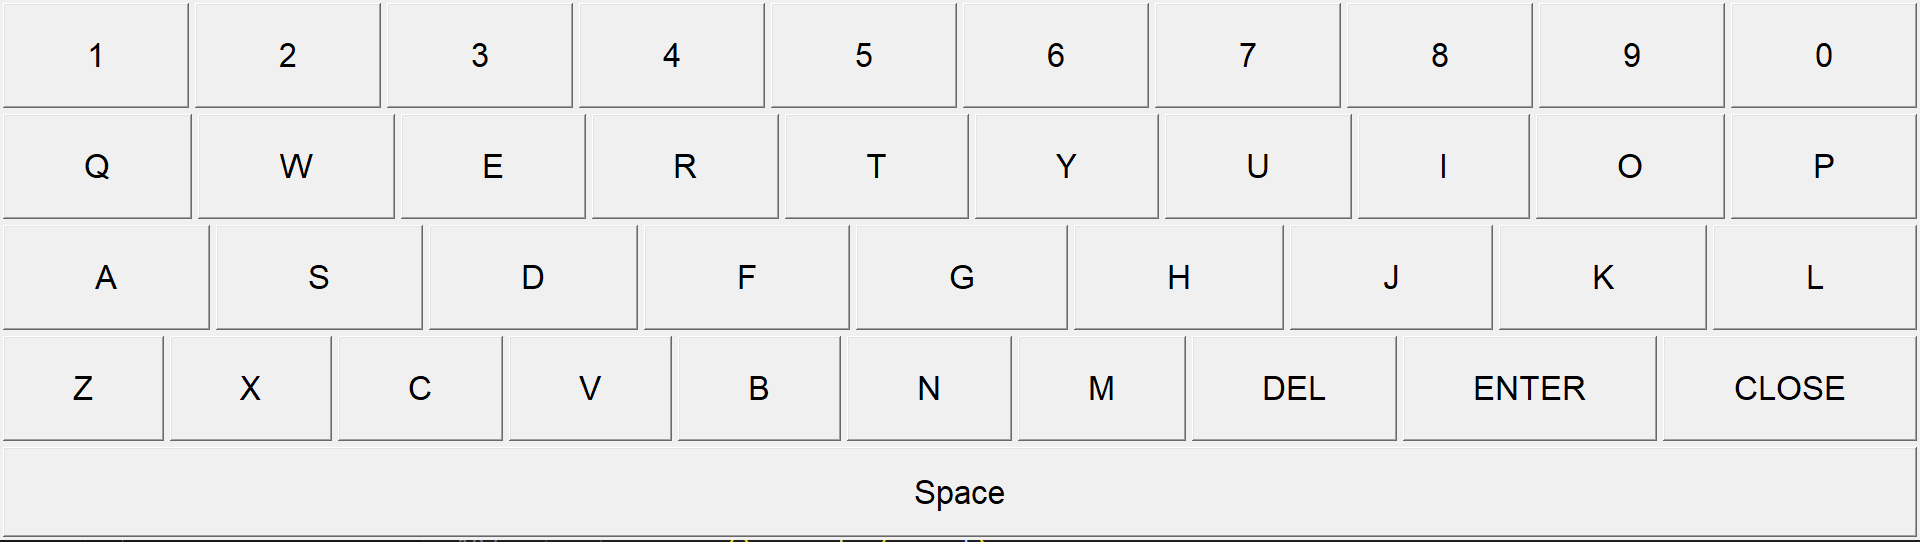 1 2 3 4 5 6 7 8 9 0
Q W E R T Y U I O P
A S D F G H J K L
Z X C V B N M DEL ENTER CLOSE
Space